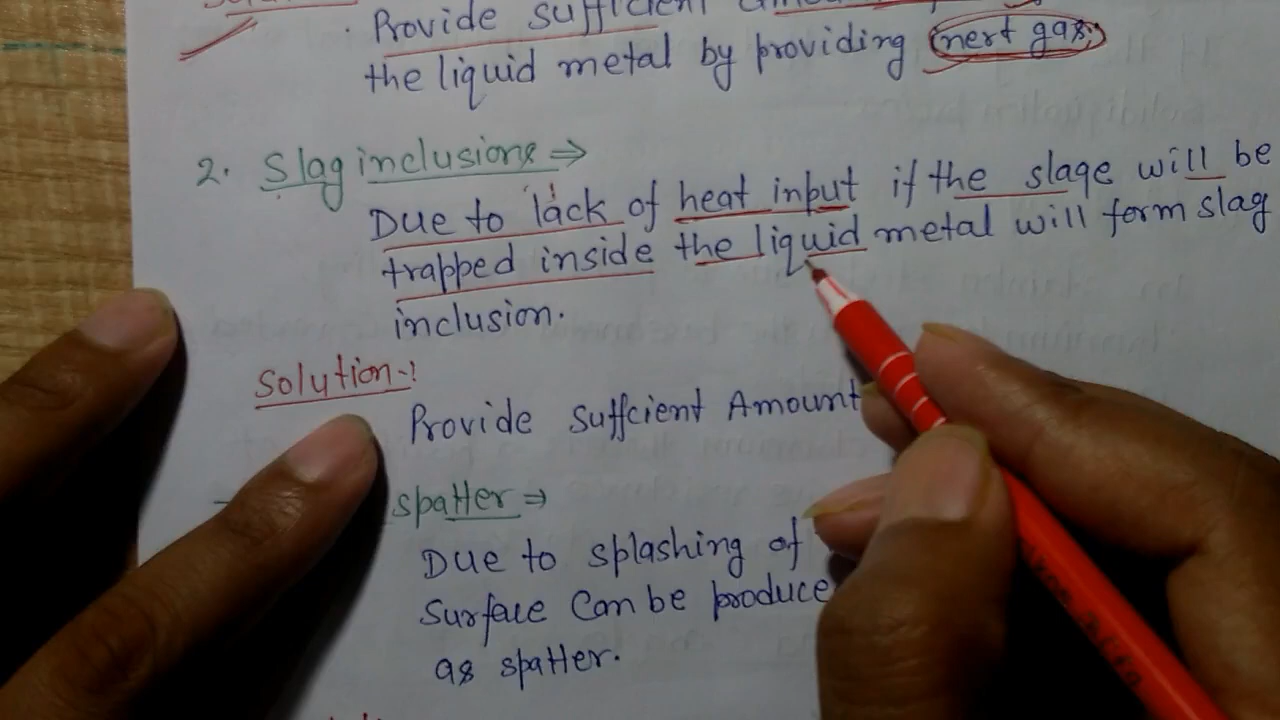 Provide sufficient
the liquid metal by providing inert gas.
2. Slag inclusions ⇒
Due to lack of heat input if the slage will be
trapped inside the liquid metal will form slag
inclusion.
Solution:-
Provide Suffcient Amount
spatter ⇒
Due to splashing of
Surface Can be produce
as spatter.